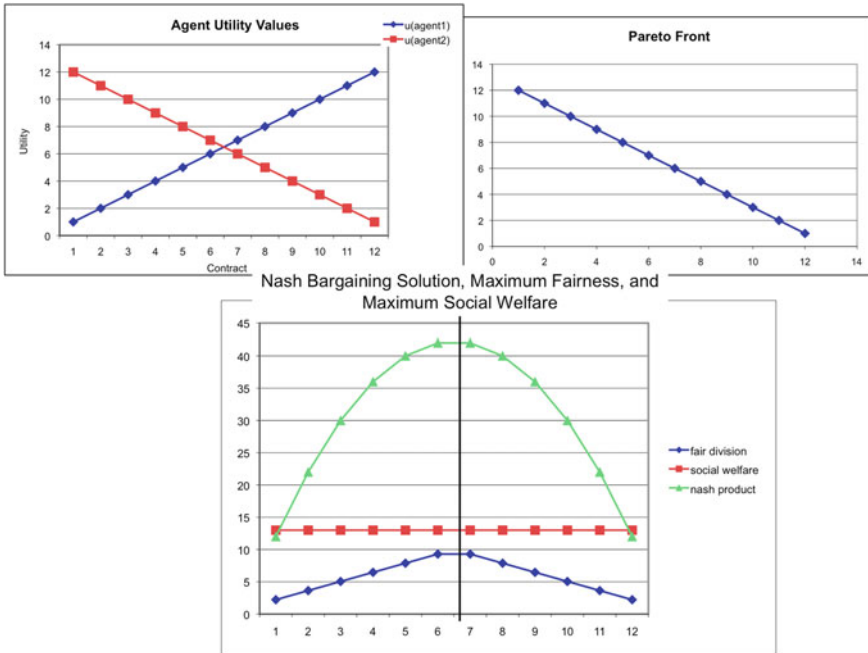 Agent Utility Values
u(agent1)
u(agent2)
14
12
10
8
6
4
2
0
Utility
1 2 3 4 5 6 7 8 9 10 11 12
Contract
Pareto Front
14
12
10
8
6
4
2
0
0 2 4 6 8 10 12 14
Nash Bargaining Solution, Maximum Fairness, and
Maximum Social Welfare
45
40
35
30
25
20
15
10
5
0
1 2 3 4 5 6 7 8 9 10 11 12
fair division
social welfare
nash product